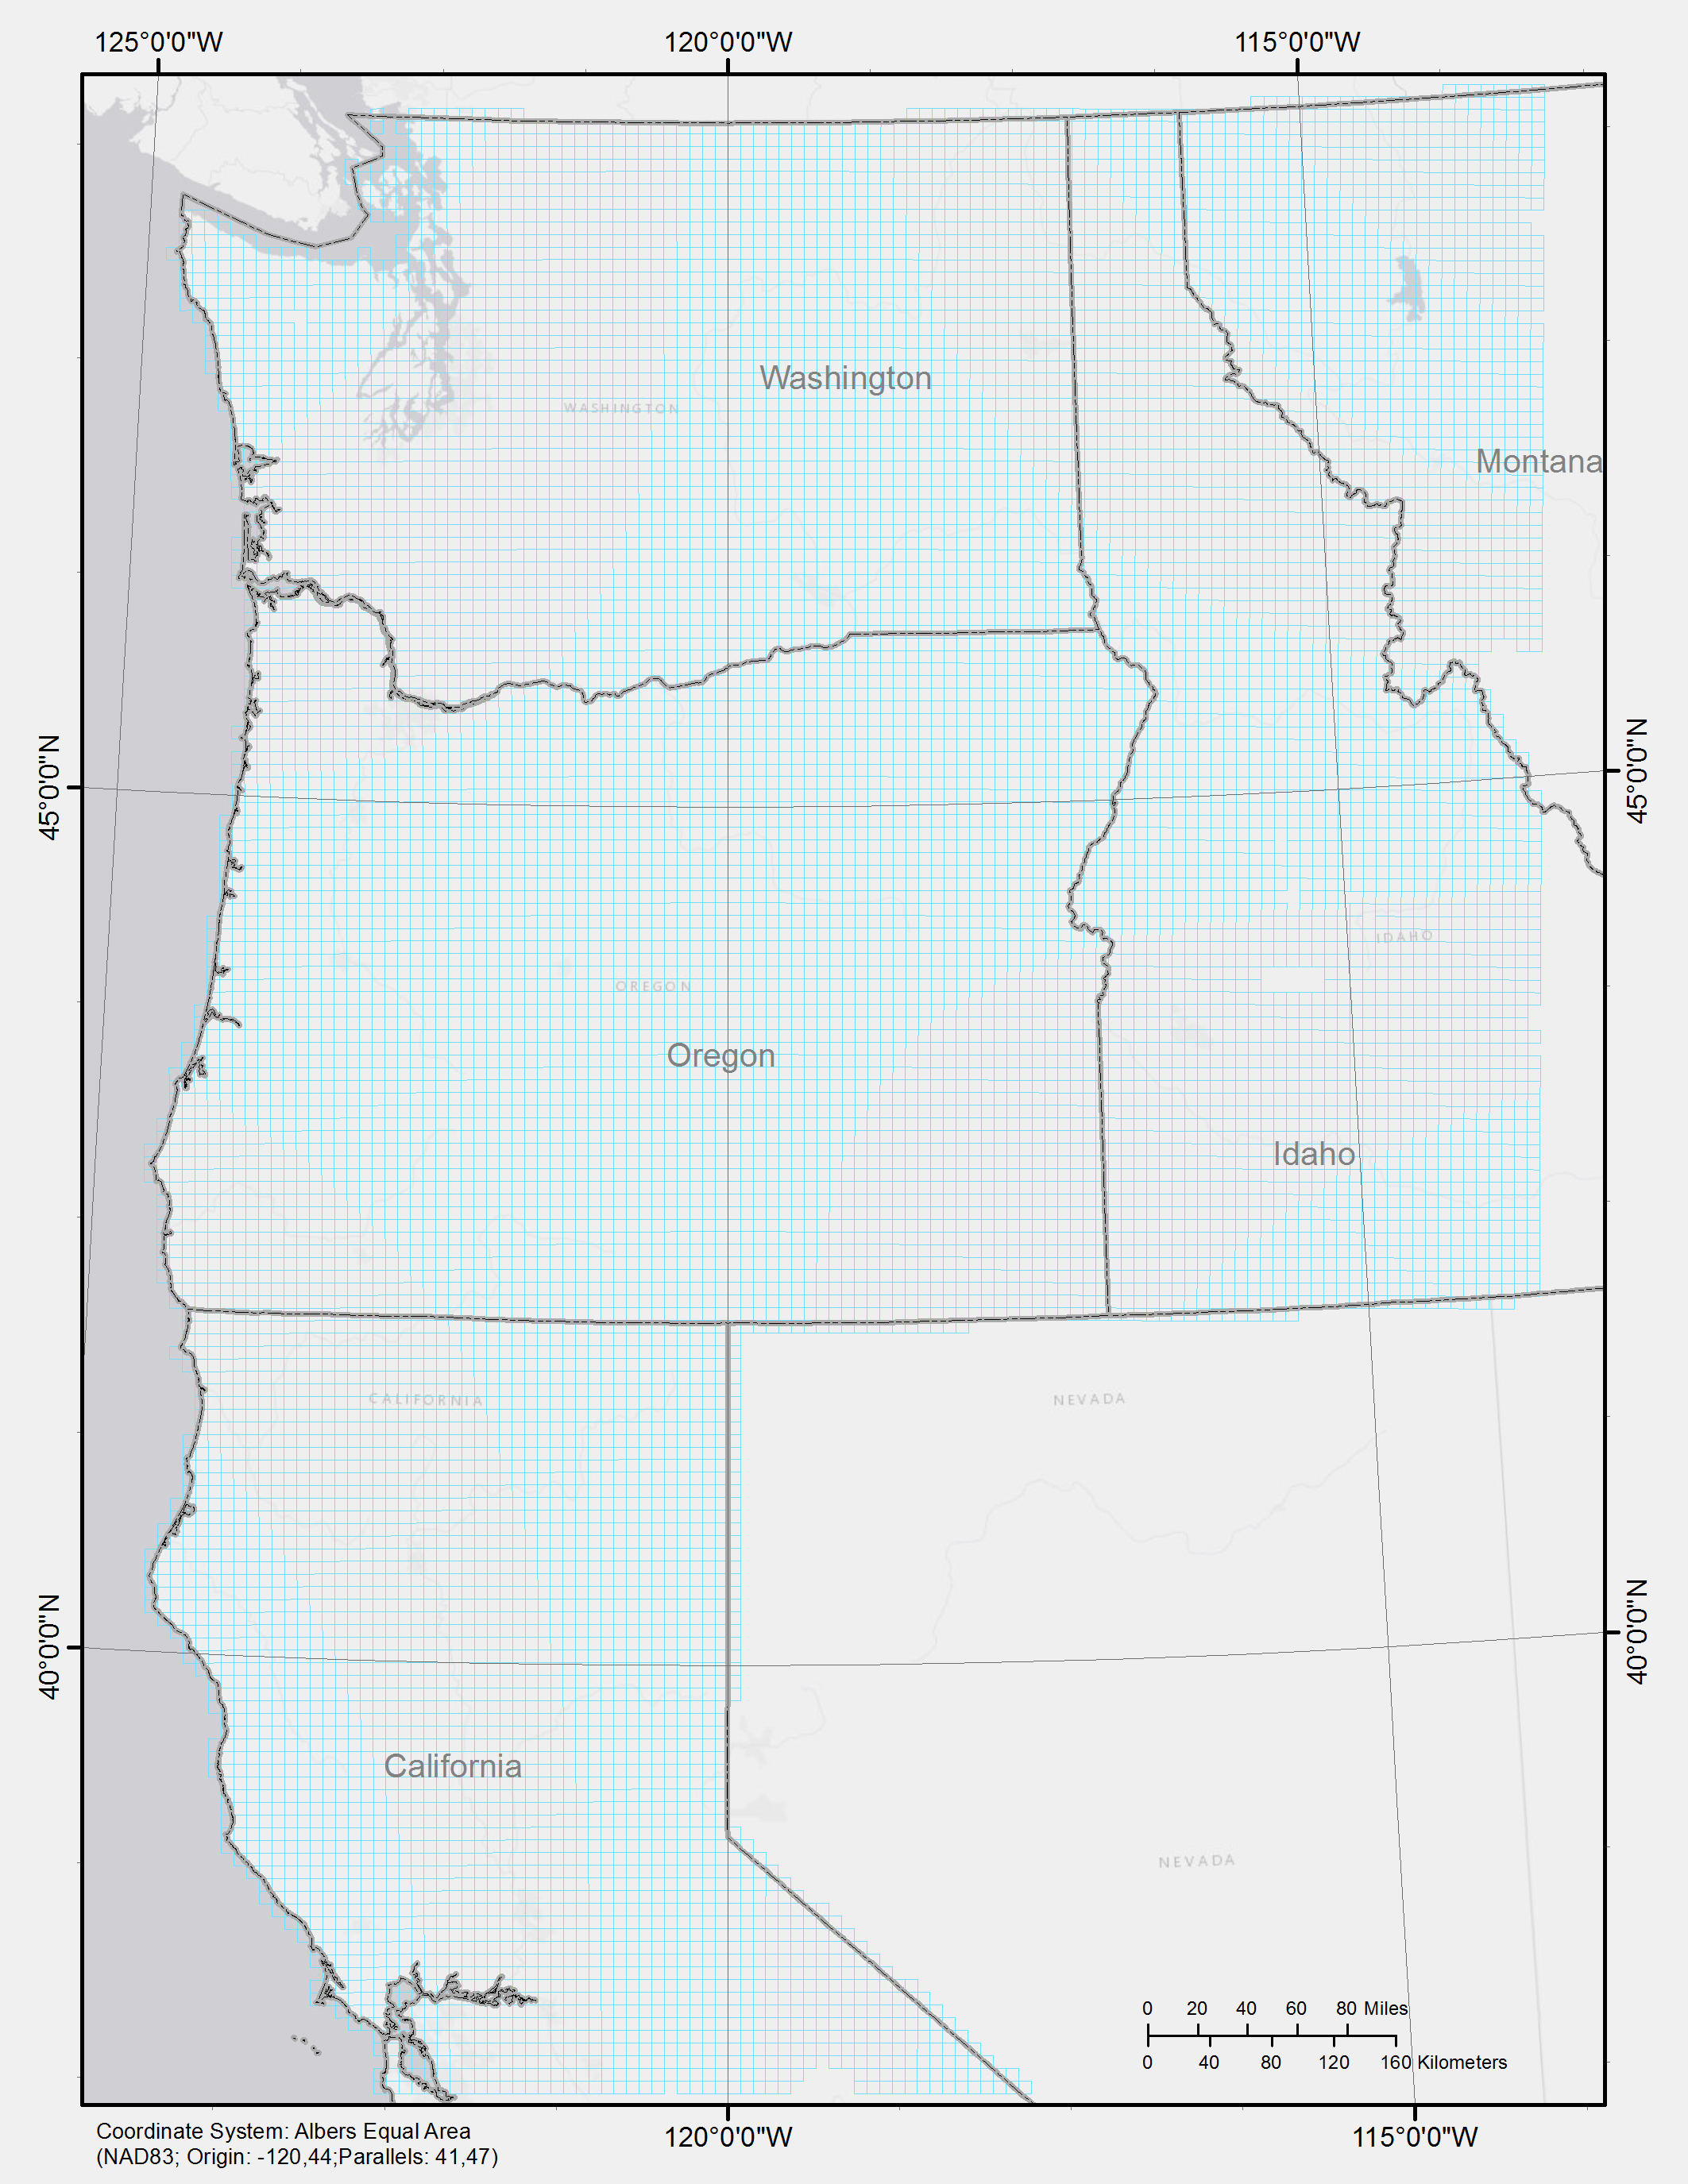 125°0'0"W 120°0'0"W 115°0'0"W
Washington
WASHINGTON
Montana
45°0'0"N
45°0'0"N
IDAHO
OREGON
Oregon
Idaho
CALIFORNIA
NEVADA
40°0'0"N
40°0'0"N
California
NEVADA
0 20 40 60 80 Miles
0 40 80 120 160 Kilometers
120°0'0"W 115°0'0"W
Coordinate System: Albers Equal Area
(NAD83; Origin: -120,44;Parallels: 41,47)